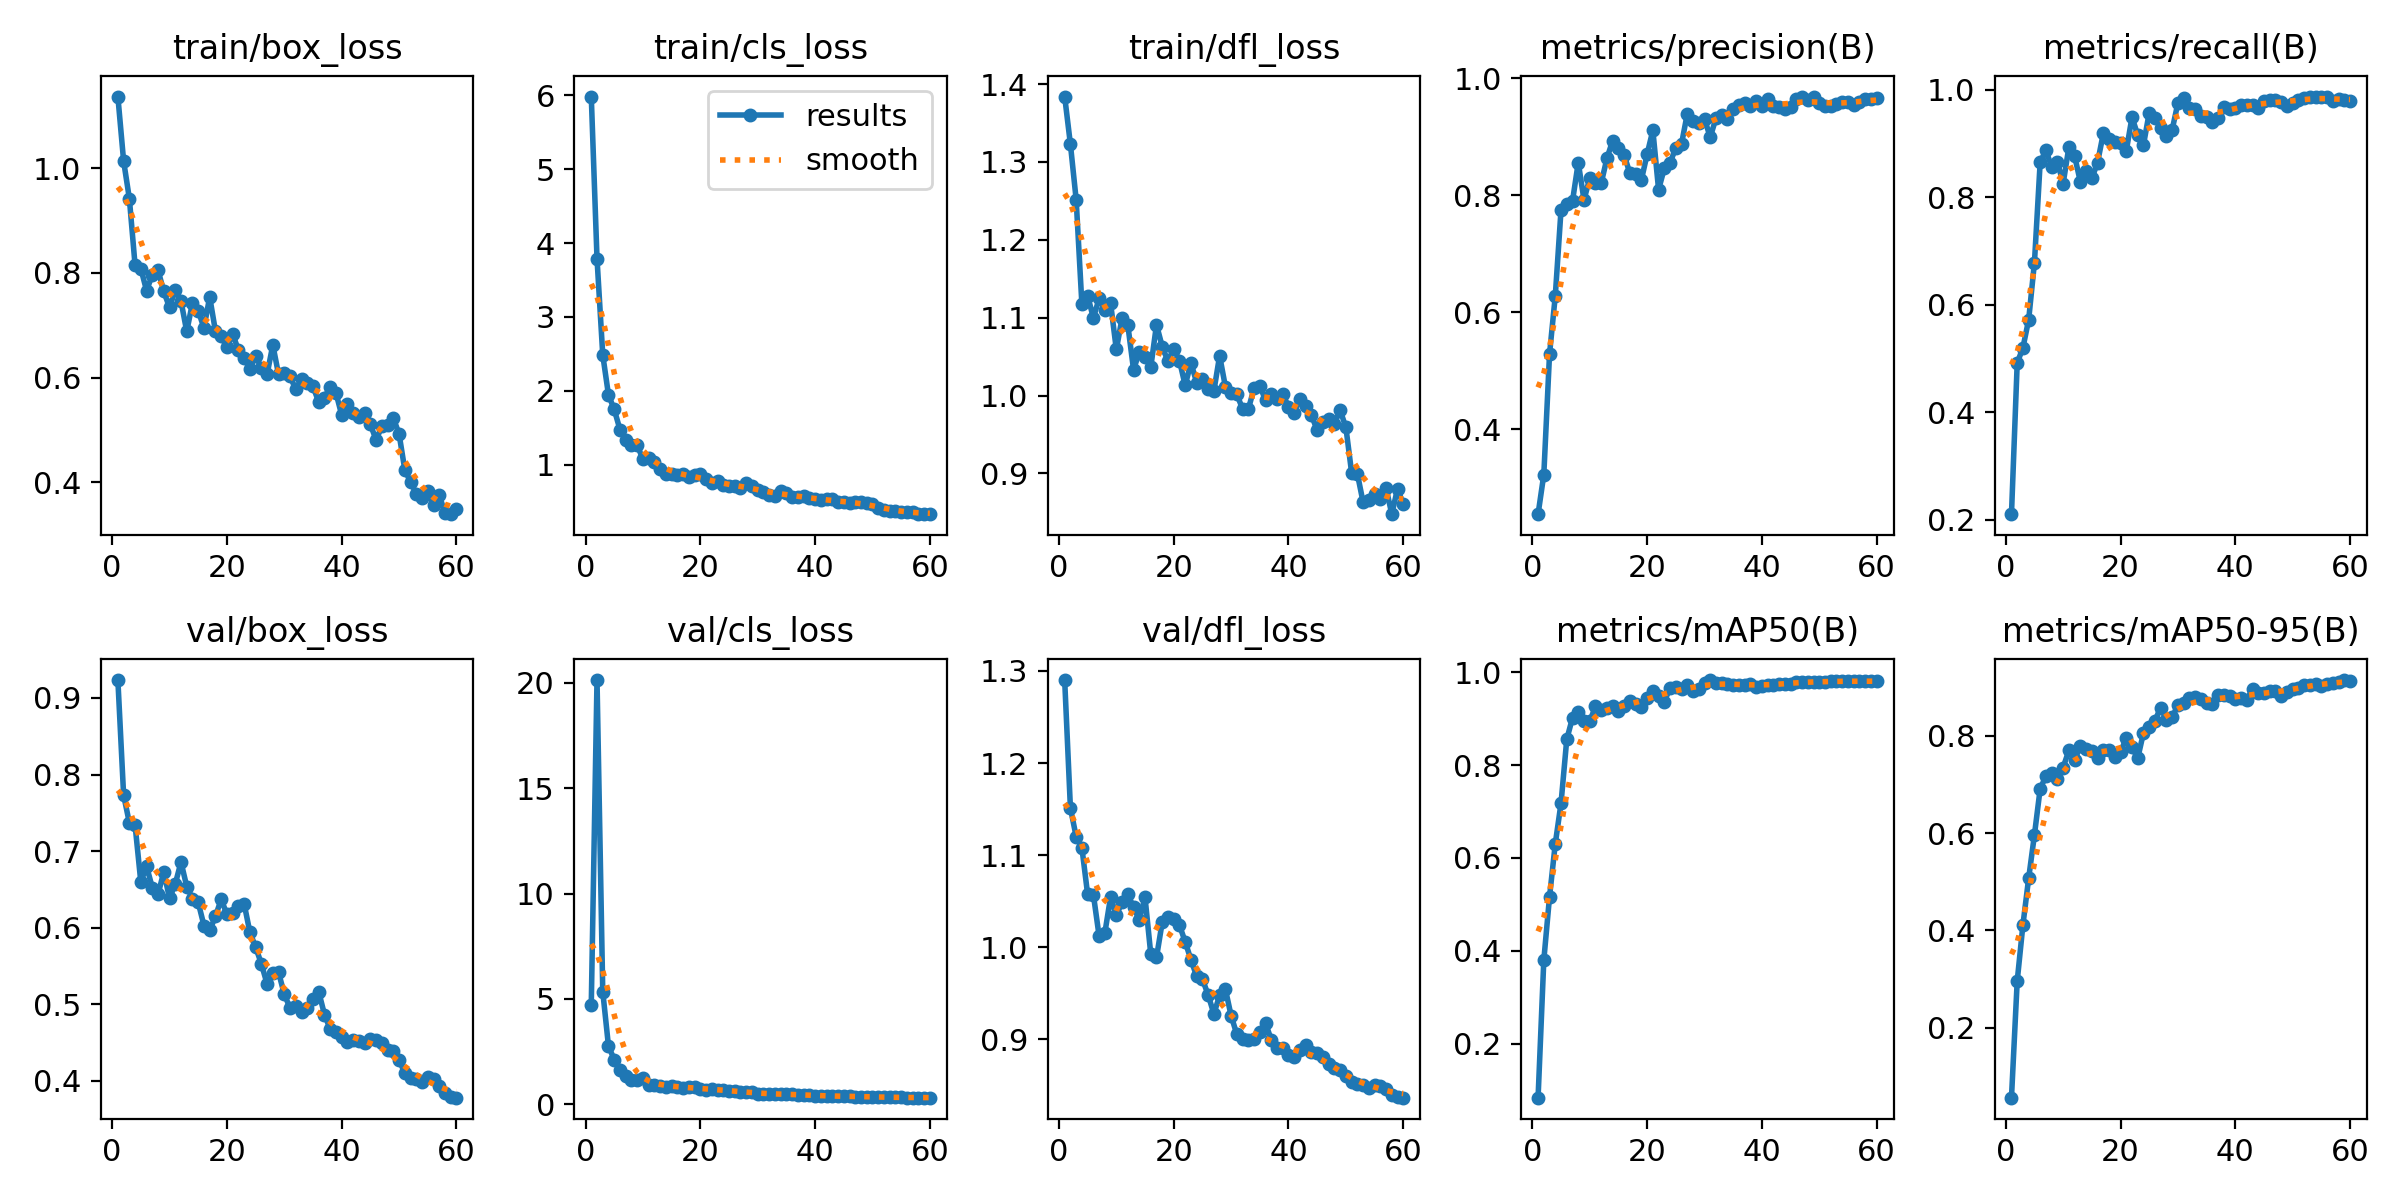 train/box_loss
train/cls_loss
train/dfl_loss
metrics/precision(B)
metrics/recall(B)
1.0
0.8
0.6
0.4
0 20 40 60
6
5
4
3
2
1
0 20 40 60
results
smooth
1.4
1.3
1.2
1.1
1.0
0.9
0 20 40 60
1.0
0.8
0.6
0.4
0 20 40 60
1.0
0.8
0.6
0.4
0.2
0 20 40 60
val/box_loss
val/cls_loss
val/dfl_loss
metrics/mAP50(B)
metrics/mAP50-95(B)
0.9
0.8
0.7
0.6
0.5
0.4
0 20 40 60
20
15
10
5
0
0 20 40 60
1.3
1.2
1.1
1.0
0.9
0 20 40 60
1.0
0.8
0.6
0.4
0.2
0 20 40 60
0.8
0.6
0.4
0.2
0 20 40 60